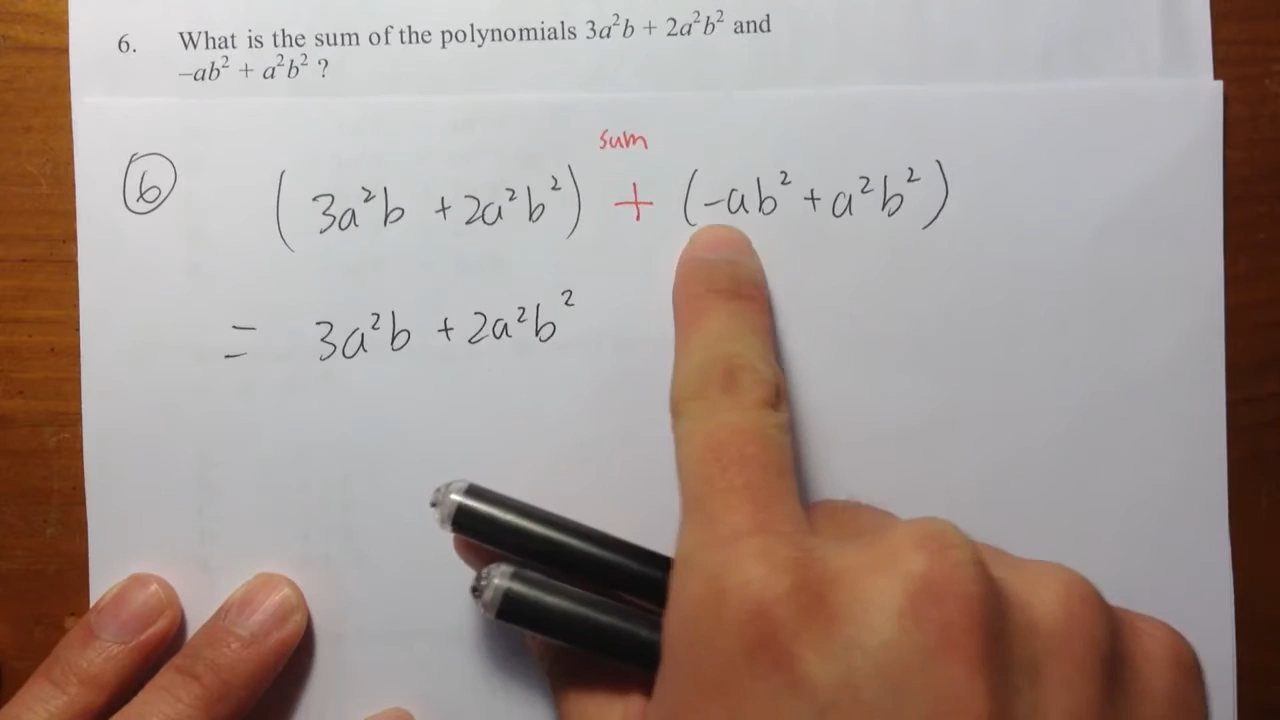 6. What is the sum of the polynomials 3a²b + 2a²b² and
–ab² + a²b² ?
sum
6 (3a²b + 2a²b²) + (-ab² + a²b²)
= 3a²b + 2a²b²